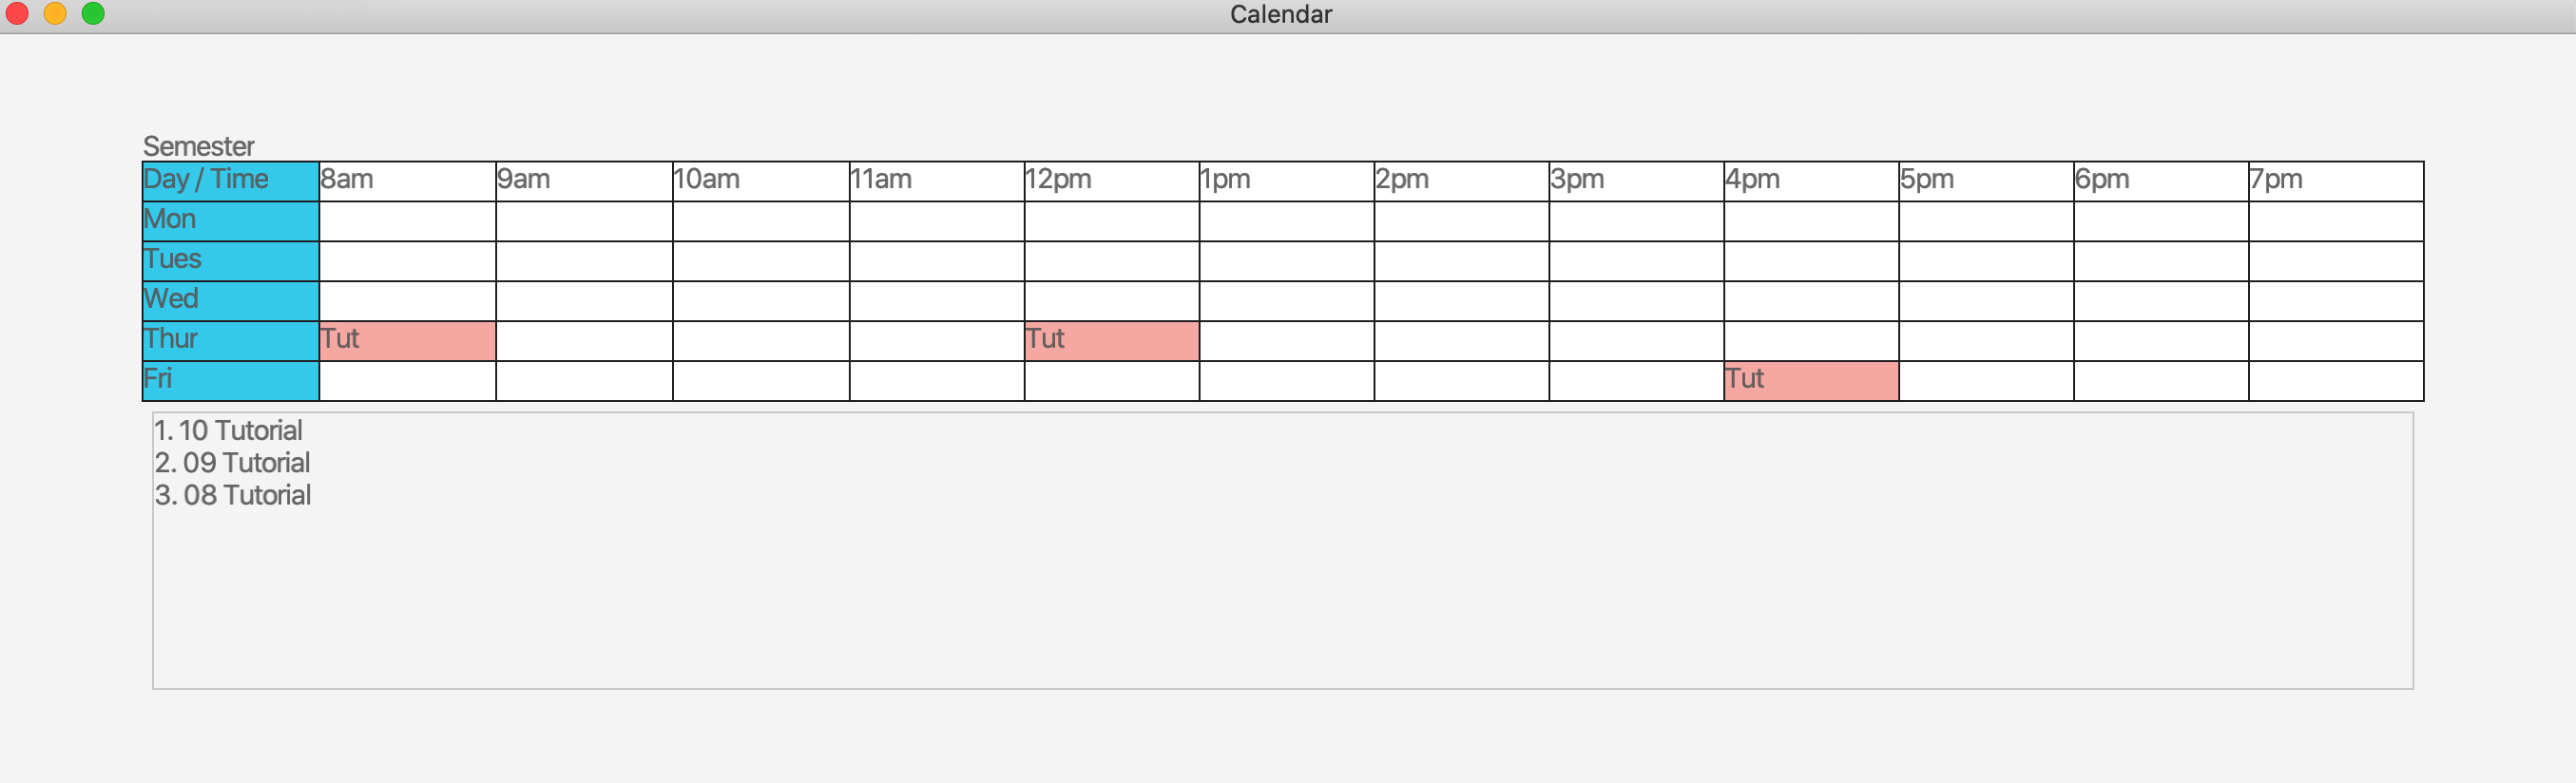 Calendar
Semester
Day / Time 8am 9am 10am 11am 12pm 1pm 2pm 3pm 4pm 5pm 6pm 7pm
Mon
Tues
Wed
Thur Tut Tut
Fri Tut
1. 10 Tutorial
2. 09 Tutorial
3. 08 Tutorial